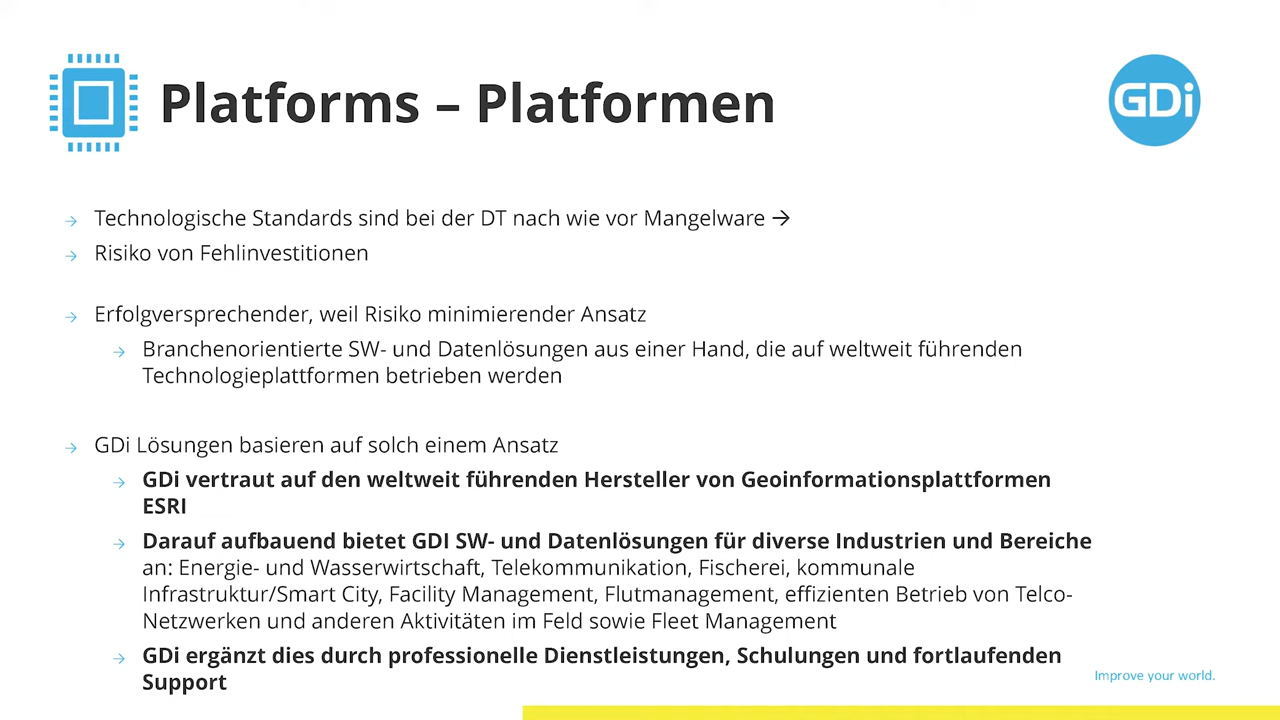 Platforms – Platformen
GDi
→ Technologische Standards sind bei der DT nach wie vor Mangelware →
→ Risiko von Fehlinvestitionen
→ Erfolgversprechender, weil Risiko minimierender Ansatz
→ Branchenorientierte SW- und Datenlösungen aus einer Hand, die auf weltweit führenden
Technologieplattformen betrieben werden
→ GDi Lösungen basieren auf solch einem Ansatz
→ GDi vertraut auf den weltweit führenden Hersteller von Geoinformationsplattformen
ESRI
→ Darauf aufbauend bietet GDI SW- und Datenlösungen für diverse Industrien und Bereiche
an: Energie- und Wasserwirtschaft, Telekommunikation, Fischerei, kommunale
Infrastruktur/Smart City, Facility Management, Flutmanagement, effizienten Betrieb von Telco-
Netzwerken und anderen Aktivitäten im Feld sowie Fleet Management
→ GDi ergänzt dies durch professionelle Dienstleistungen, Schulungen und fortlaufenden
Support
Improve your world.